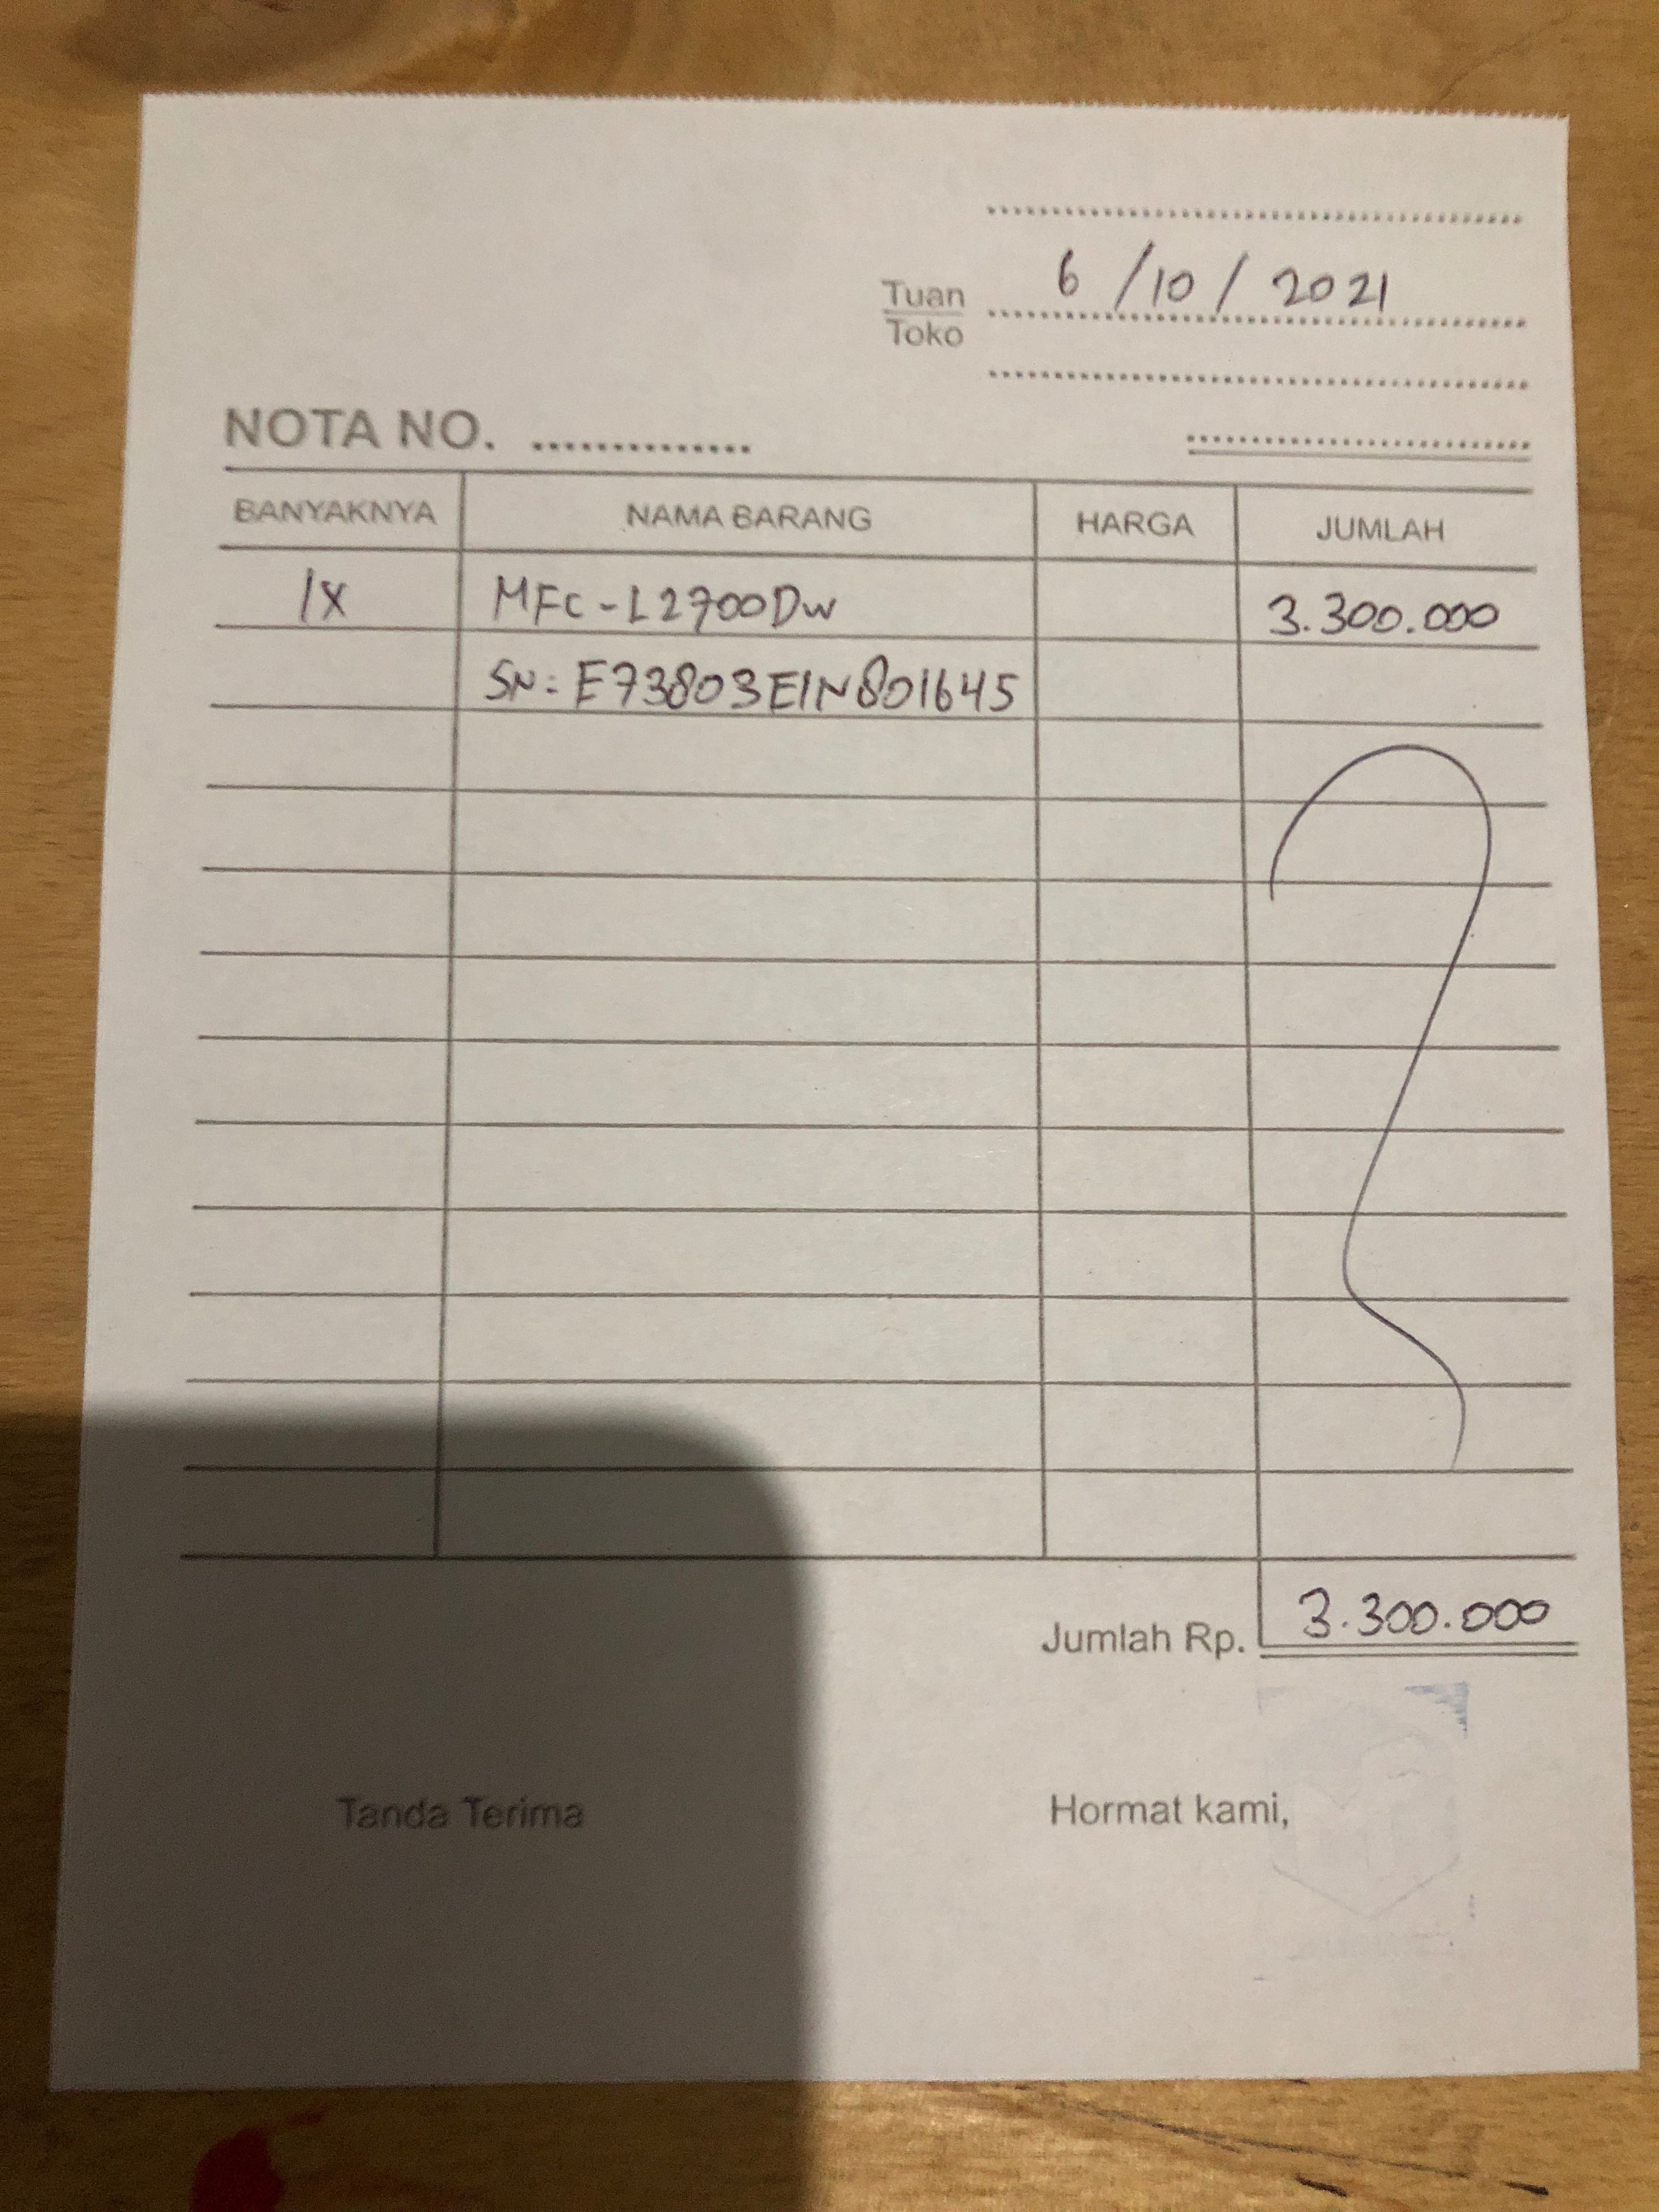 6/10/2021
Tuan
Toko
NOTA NO.
BANYAKNYA NAMA BARANG HARGA JUMLAH
1X MFC-L2700DW 3.300.000
SN: E73803E1N801645
Jumlah Rp. 3.300.000
Tanda Terima Hormat kami,